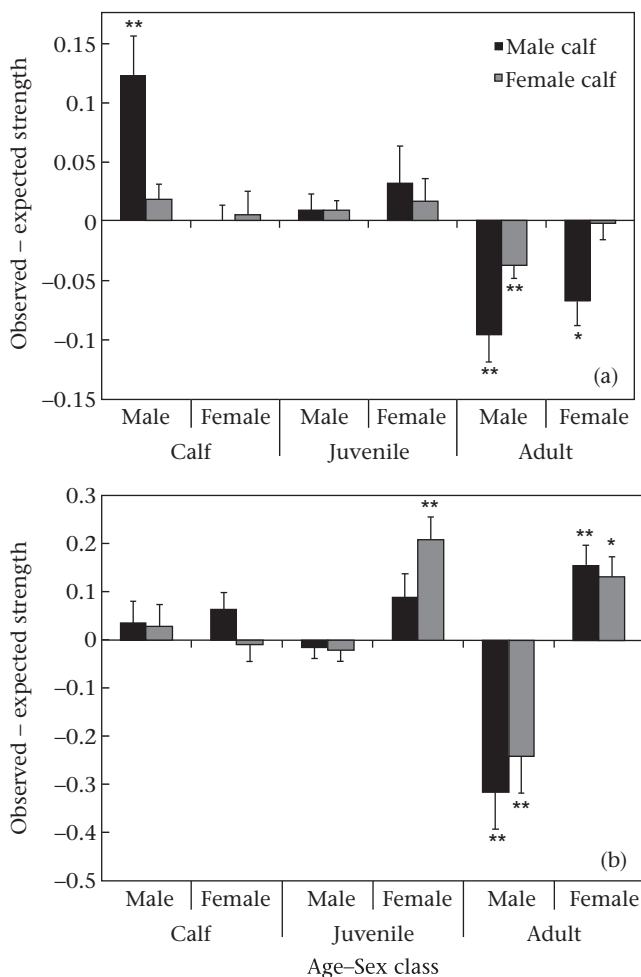 **
0.15
Male calf
Female calf
0.1
0.05
0
−0.05
−0.1
−0.15
Observed – expected strength
**
**
*
(a)
Male Female Male Female Male Female
Calf Juvenile Adult
0.3
0.2
0.1
0
−0.1
−0.2
−0.3
−0.4
−0.5
Observed – expected strength
**
**
*
**
**
(b)
Male Female Male Female Male Female
Calf Juvenile Adult
Age–Sex class